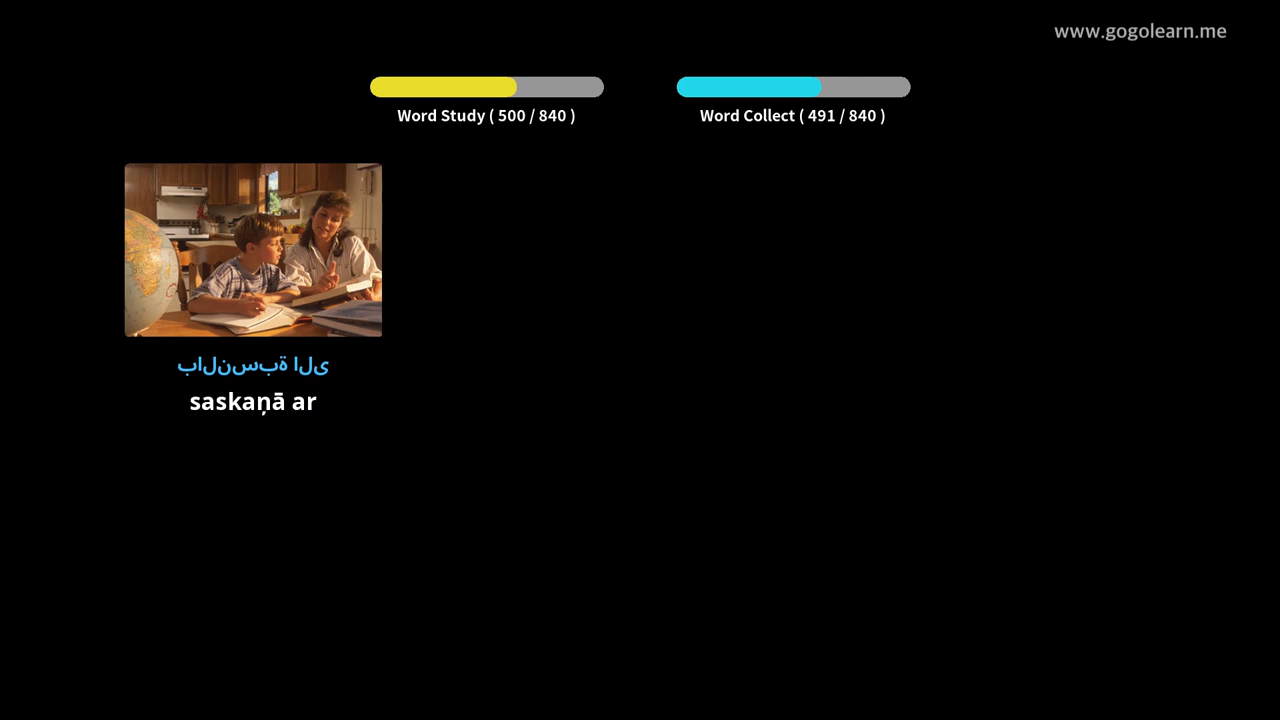 www.gogolearn.me
Word Study ( 500 / 840 )
Word Collect ( 491 / 840 )
بالنسبة الى
saskaņā ar